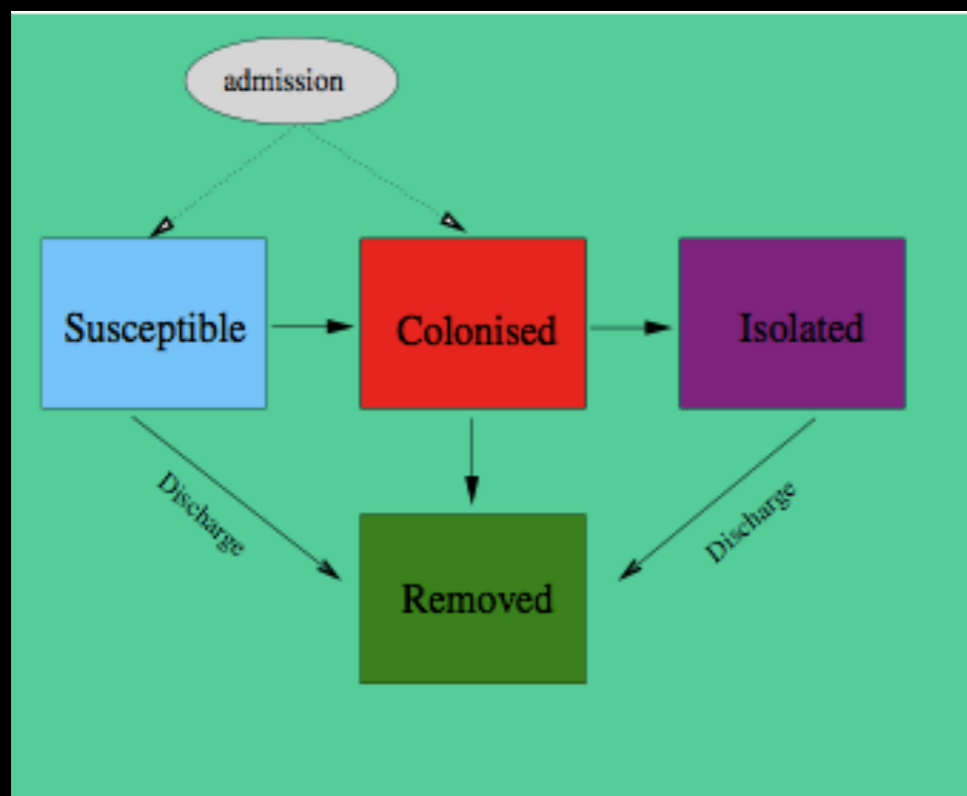 admission
Susceptible
Colonised
Isolated
Discharge
Discharge
Removed